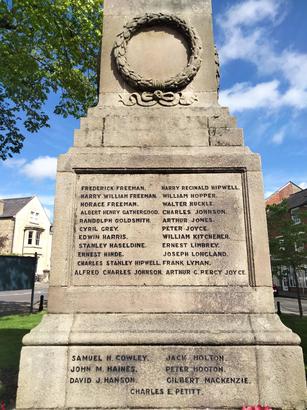 FREDERICK FREEMAN. HARRY REGINALD HIPWELL.
HARRY WILLIAM FREEMAN. WILLIAM HOPPER.
HORACE FREEMAN. WALTER HUCKLE.
ALBERT HENRY GATHERGOOD. CHARLES JOHNSON.
RANDOLPH GOLDSMITH. ARTHUR JONES.
CYRIL GREY. PETER JOYCE.
EDWIN HARRIS. WILLIAM KITCHENER.
STANLEY HASELDINE. ERNEST LIMBREY.
ERNEST HINDE. JOSEPH LONGLAND.
CHARLES STANLEY HIPWELL. FRANK LYMAN.
ALFRED CHARLES JOHNSON. ARTHUR C. PERCY JOYCE.
SAMUEL H. COWLEY. JACK HOLTON.
JOHN M. HAINES. PETER HOOTON.
DAVID J. HANSON. GILBERT MACKENZIE.
CHARLES E. PETITT.